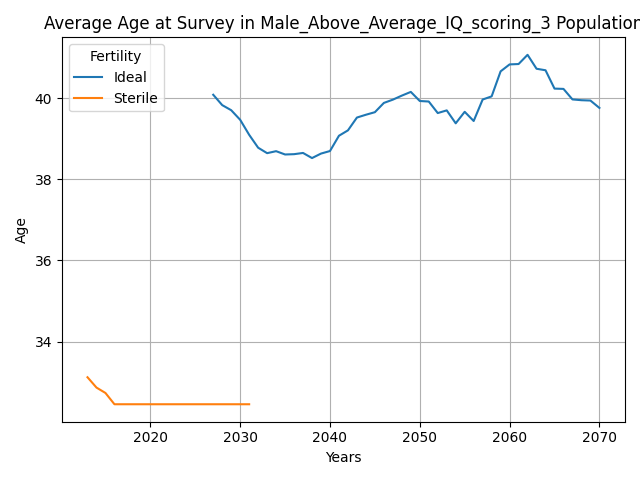 Average Age at Survey in Male_Above_Average_IQ_scoring_3 Population
Fertility
Ideal
Sterile
40
38
36
34
Age
2020 2030 2040 2050 2060 2070
Years